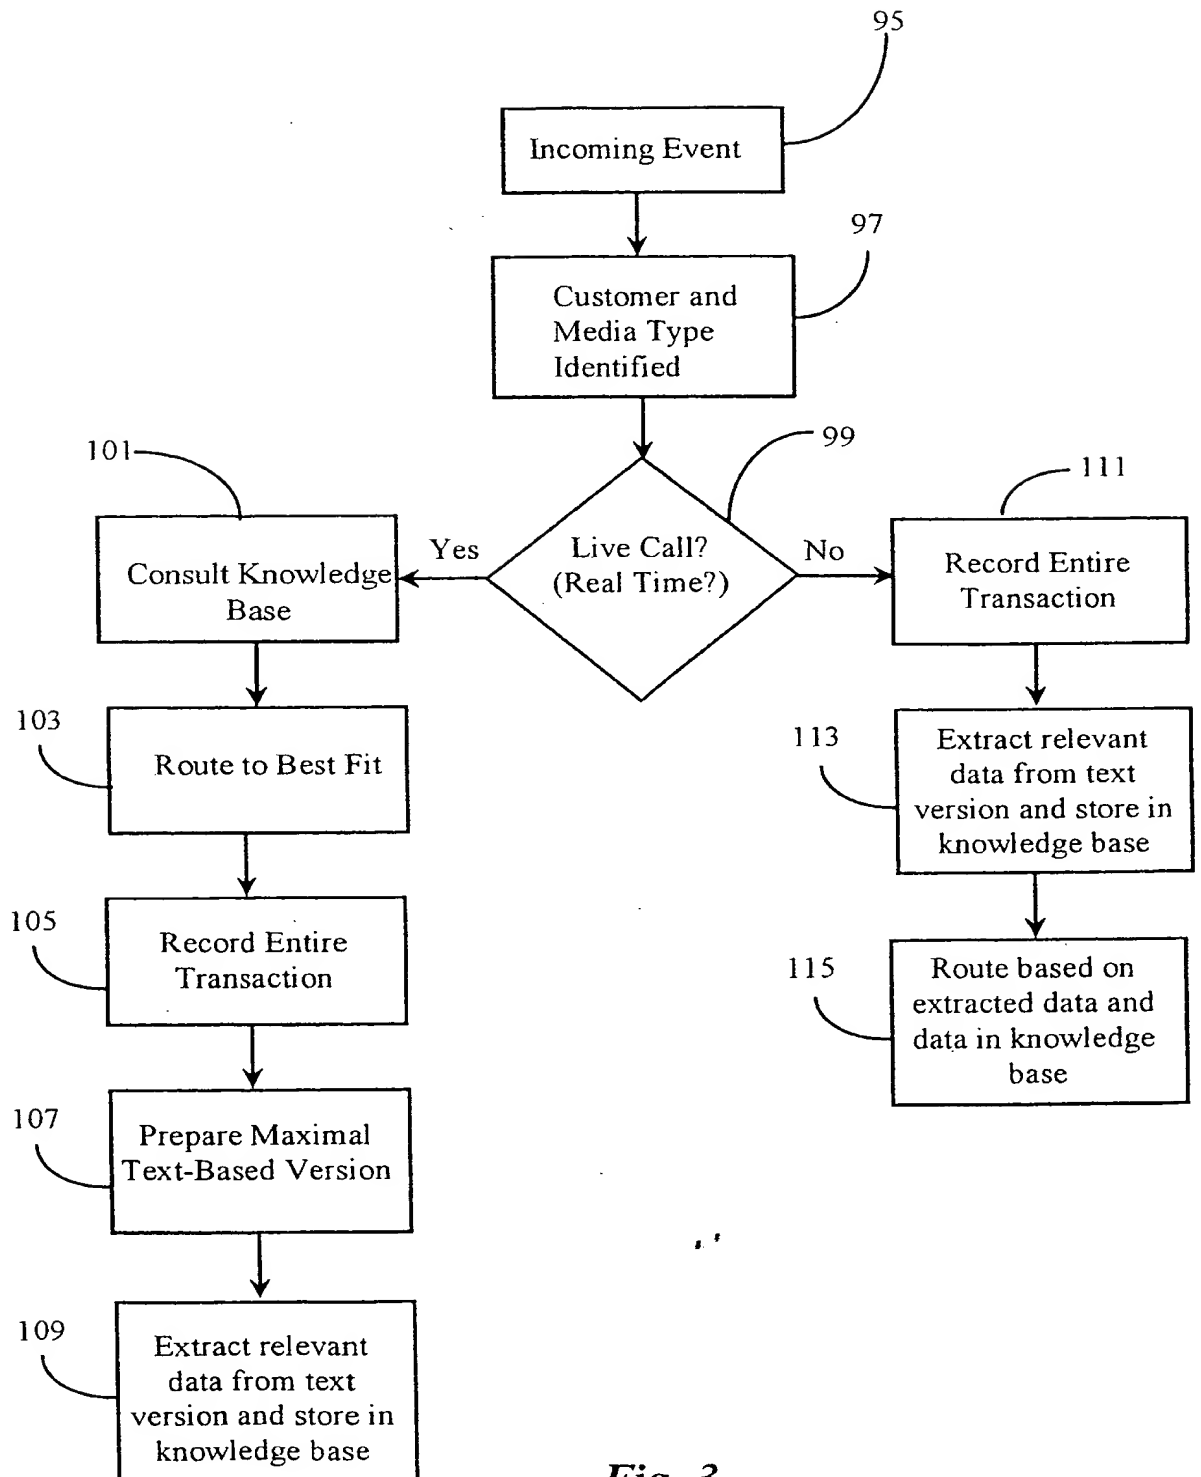 95
Incoming Event
97
Customer and
Media Type
Identified
99
Live Call?
(Real Time?)
Yes
No
101
Consult Knowledge
Base
103
Route to Best Fit
105
Record Entire
Transaction
107
Prepare Maximal
Text-Based Version
109
Extract relevant
data from text
version and store in
knowledge base
111
Record Entire
Transaction
113
Extract relevant
data from text
version and store in
knowledge base
115
Route based on
extracted data and
data in knowledge
base
Fig. 3